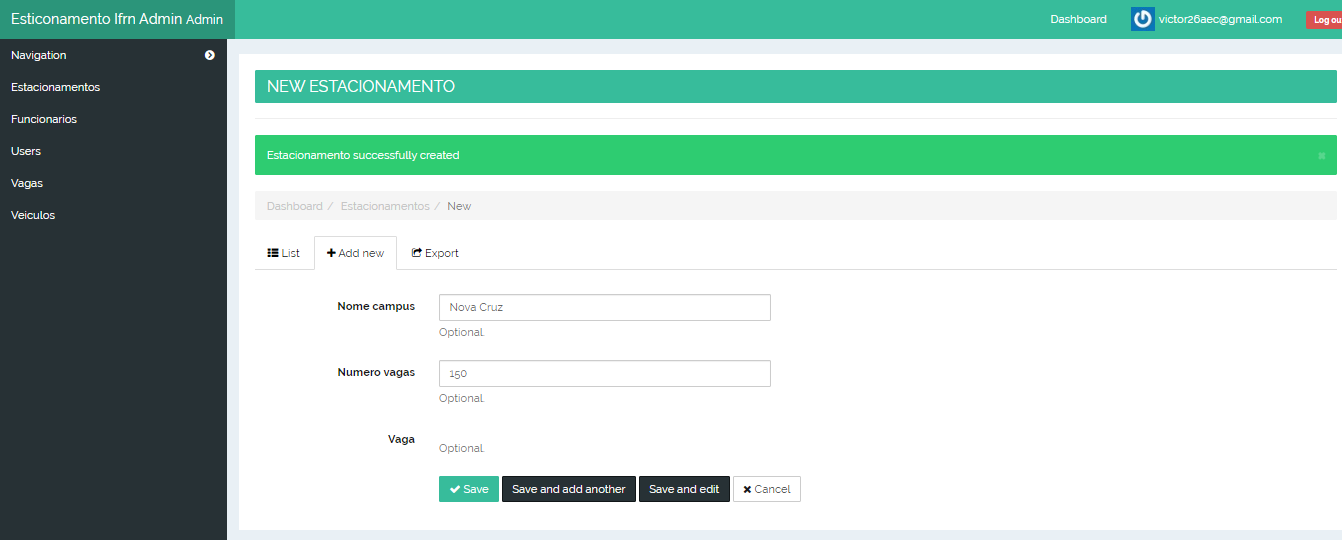 Esticonamento Ifrn Admin Admin
Dashboard
victor26aec@gmail.com
Log ou
Navigation
Estacionamentos
Funcionarios
Users
Vagas
Veiculos
NEW ESTACIONAMENTO
Estacionamento successfully created
Dashboard / Estacionamentos / New
List
Add new
Export
Nome campus
Nova Cruz
Optional.
Numero vagas
150
Optional.
Vaga
Optional.
Save
Save and add another
Save and edit
Cancel